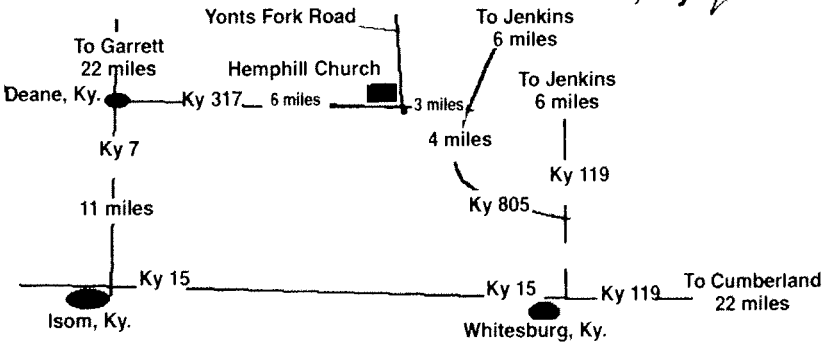 Yonts Fork Road
To Jenkins
6 miles
To Garrett
22 miles
Hemphill Church
To Jenkins
6 miles
Deane, Ky.
Ky 317
6 miles
3 miles
4 miles
Ky 7
Ky 119
11 miles
Ky 805
Ky 15
Ky 15
Ky 119
To Cumberland
22 miles
Isom, Ky.
Whitesburg, Ky.